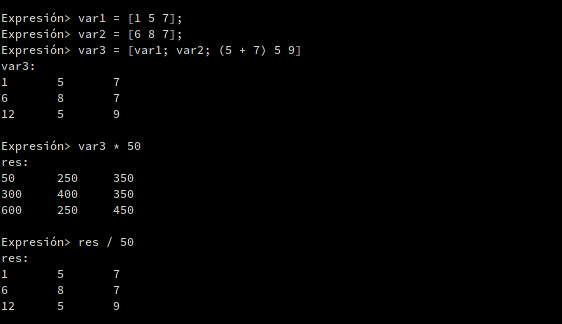 Expresión> var1 = [1 5 7];
Expresión> var2 = [6 8 7];
Expresión> var3 = [var1; var2; (5 + 7) 5 9]
var3:
1 5 7
6 8 7
12 5 9
Expresión> var3 * 50
res:
50 250 350
300 400 350
600 250 450
Expresión> res / 50
res:
1 5 7
6 8 7
12 5 9